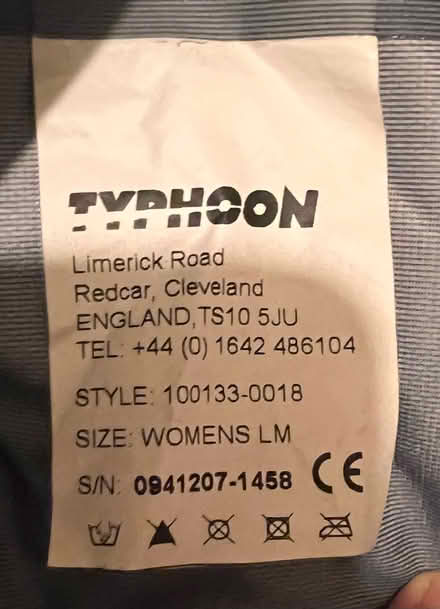 TYPHOON
Limerick Road
Redcar, Cleveland
ENGLAND,TS10 5JU
TEL: +44 (0) 1642 486104
STYLE: 100133-0018
SIZE: WOMENS LM
S/N: 0941207-1458 CE